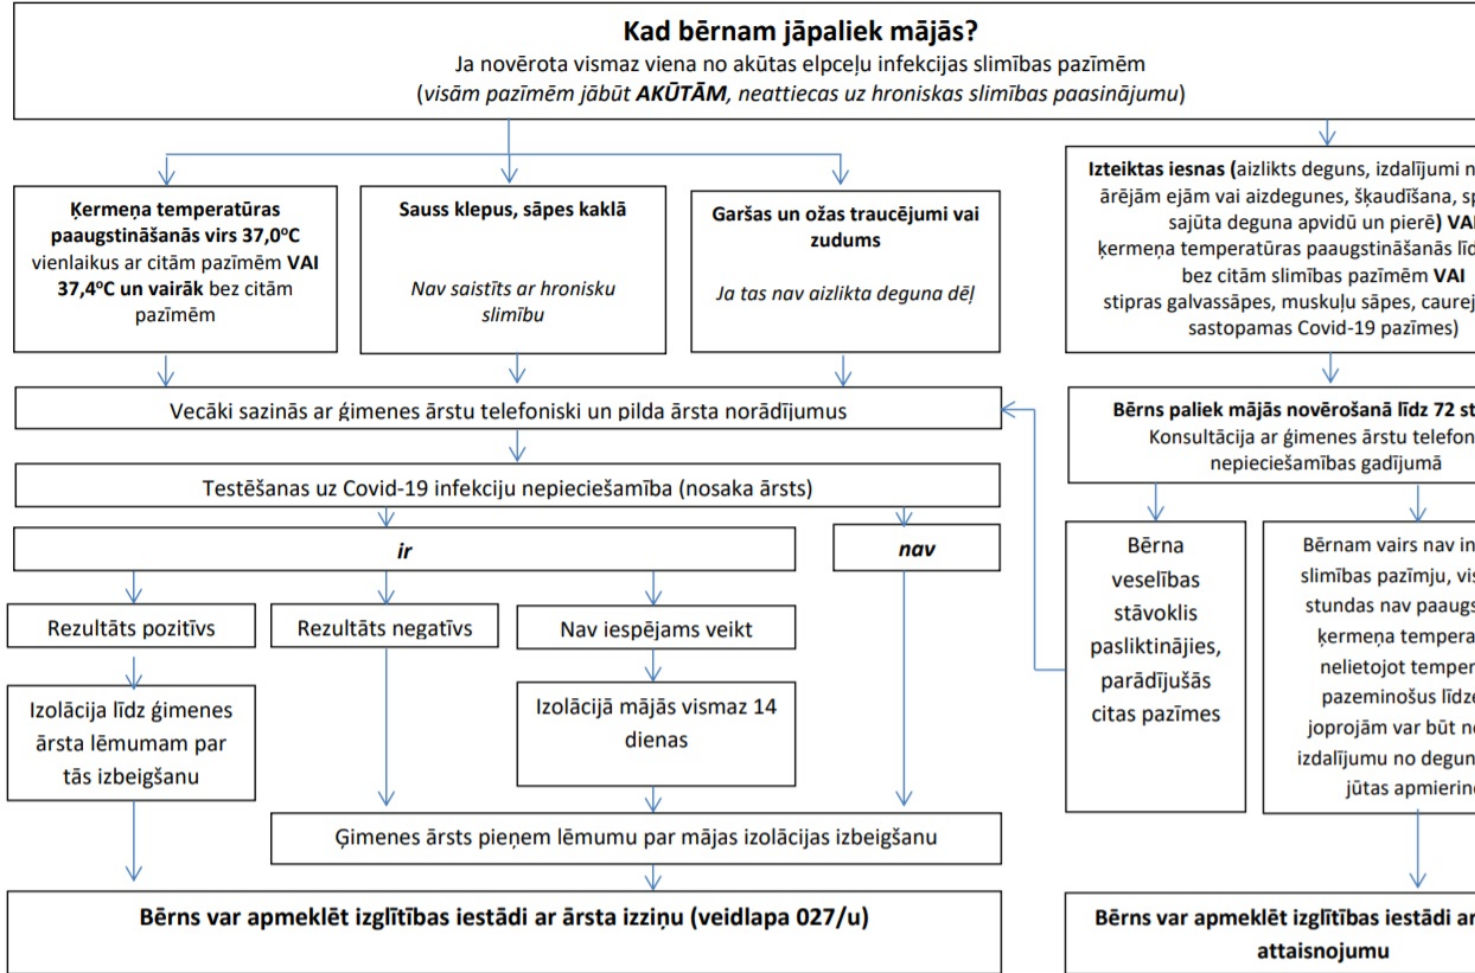 Kad bērnam jāpaliek mājās?
Ja novērota vismaz viena no akūtas elpceļu infekcijas slimības pazīmēm
(visām pazīmēm jābūt AKŪTĀM, neattiecas uz hroniskas slimības paasinājumu)
Ķermeņa temperatūras
paaugstināšanās virs 37,0ºC
vienlaikus ar citām pazīmēm VAI
37,4ºC un vairāk bez citām
pazīmēm
Sauss klepus, sāpes kaklā
Nav saistīts ar hronisku
slimību
Garšas un ožas traucējumi vai
zudums
Ja tas nav aizlikta deguna dēļ
Izteiktas iesnas (aizlikts deguns, izdalījumi
ārējām ejām vai aizdegunes, šķaudīšana,
sajūta deguna apvidū un pierē)
ķermeņa temperatūras paaugstināšanās
bez citām slimības pazīmēm VAI
stipras galvassāpes, muskuļu sāpes,
sastopamas Covid-19 pazīmes)
Vecāki sazinās ar ģimenes ārstu telefoniski un pilda ārsta norādījumus
Bērns paliek mājās novērošanā līdz 72
Konsultācija ar ģimenes ārstu
nepieciešamības gadījumā
Testēšanas uz Covid-19 infekciju nepieciešamība (nosaka ārsts)
ir
nav
Rezultāts pozitīvs
Rezultāts negatīvs
Nav iespējams veikt
Izolācija līdz ģimenes
ārsta lēmumam par
tās izbeigšanu
Izolācijā mājās vismaz 14
dienas
Bērna
veselības
stāvoklis
pasliktinājies,
parādījušās
citas pazīmes
Bērnam vairs nav
slimības pazīmju,
stundas nav
ķermeņa
nelietojot
pazeminošus
joprojām var būt
izdalījumu no
jūtas
Ģimenes ārsts pieņem lēmumu par mājas izolācijas izbeigšanu
Bērns var apmeklēt izglītības iestādi ar ārsta izziņu (veidlapa 027/u)
Bērns var apmeklēt izglītības iestādi
attaisnojumu